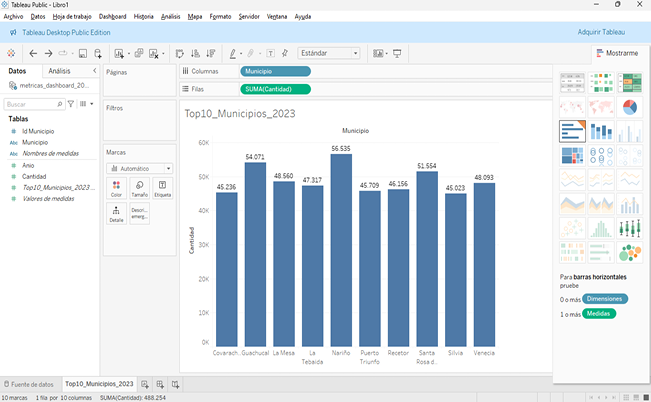 Tableau Public - Libro1
Archivo Datos Hoja de trabajo Dashboard Historia Análisis Mapa Formato Servidor Ventana Ayuda
Tableau Desktop Public Edition
Adquirir Tableau
Estándar
Mostrarme
Datos Análisis
metricas_dashboard_20...
Buscar
Tablas
Id Municipio
Abc Municipio
Abc Nombres de medidas
Anio
Cantidad
Top10_Municipios_2023 ...
Valores de medidas
Páginas
Filtros
Marcas
Automático
Color Tamaño Etiqueta
Detalle Descri... emerg...
Columnas Municipio
Filas SUMA(Cantidad)
Top10_Municipios_2023
Municipio
Cantidad
60K
50K
40K
30K
20K
10K
0K
45.236 54.071 48.560 47.317 56.535 45.709 46.156 51.554 45.023 48.093
Covarach.. Guachucal La Mesa La Tebaida Nariño Puerto Triunfo Recetor Santa Rosa d.. Silvia Venecia
Para barras horizontales
pruebe
0 o más Dimensiones
1 o más Medidas
Fuente de datos Top10_Municipios_2023
10 marcas 1 fila por 10 columnas SUMA(Cantidad): 488.254